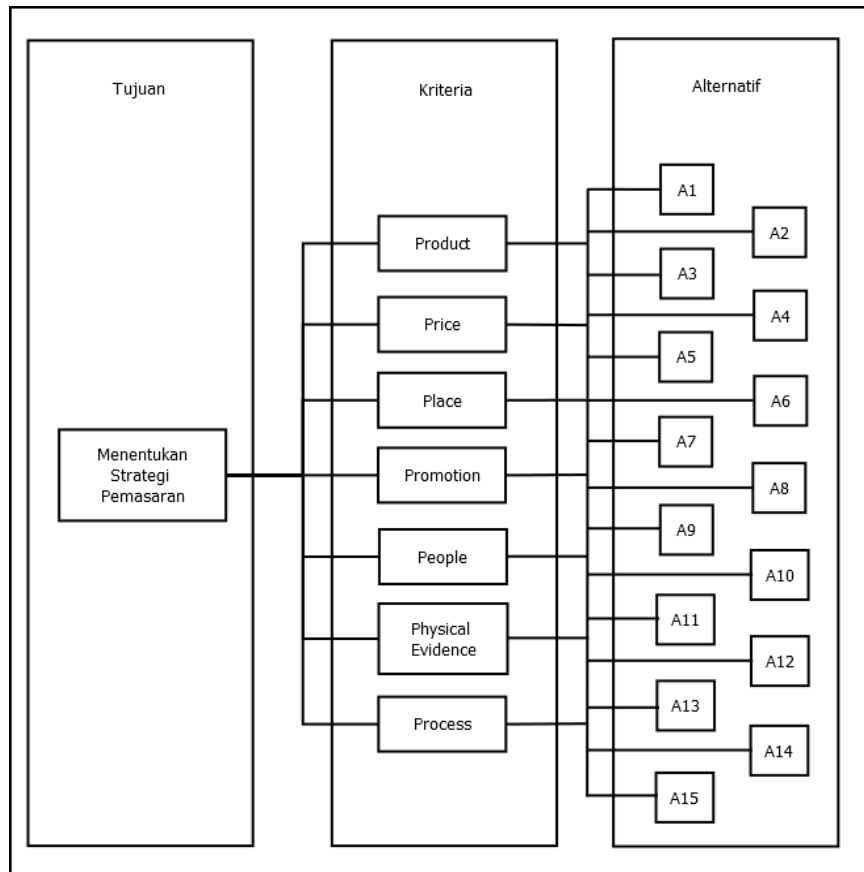 Tujuan
Kriteria
Alternatif
Menentukan
Strategi
Pemasaran
Product
Price
Place
Promotion
People
Physical
Evidence
Process
A1
A2
A3
A4
A5
A6
A7
A8
A9
A10
A11
A12
A13
A14
A15